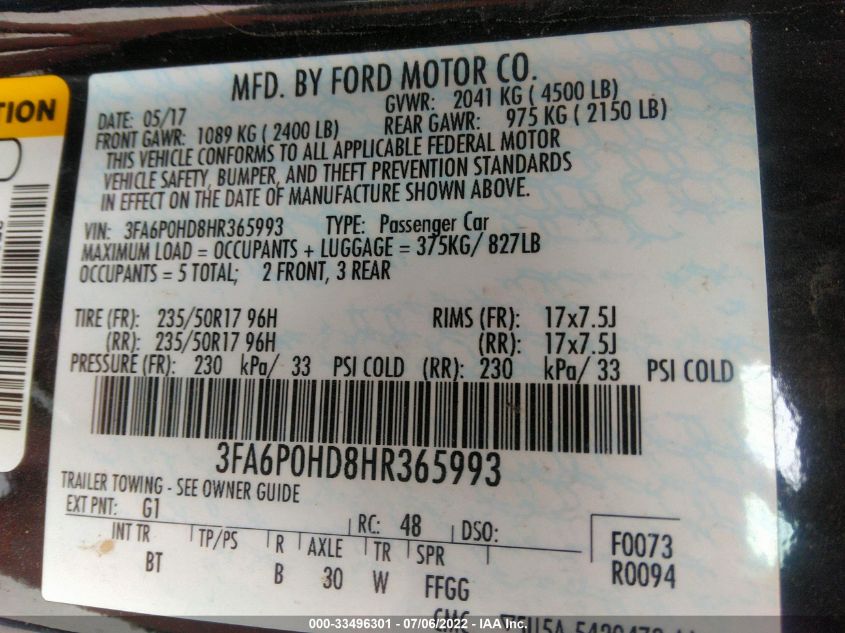 TION
MFD. BY FORD MOTOR CO.
DATE: 05/17 GVWR: 2041 KG ( 4500 LB)
FRONT GAWR: 1089 KG ( 2400 LB) REAR GAWR: 975 KG ( 2150 LB)
THIS VEHICLE CONFORMS TO ALL APPLICABLE FEDERAL MOTOR
VEHICLE SAFETY, BUMPER, AND THEFT PREVENTION STANDARDS
IN EFFECT ON THE DATE OF MANUFACTURE SHOWN ABOVE.
VIN: 3FA6P0HD8HR365993 TYPE: Passenger Car
MAXIMUM LOAD = OCCUPANTS + LUGGAGE = 375KG/ 827LB
OCCUPANTS = 5 TOTAL; 2 FRONT, 3 REAR
TIRE (FR): 235/50R17 96H RIMS (FR): 17x7.5J
(RR): 235/50R17 96H (RR): 17x7.5J
PRESSURE (FR): 230 kPa/ 33 PSI COLD (RR): 230 kPa/ 33 PSI COLD
3FA6P0HD8HR365993
TRAILER TOWING - SEE OWNER GUIDE
EXT PNT: G1 RC: 48 DSO:
INT TR TP/PS R AXLE TR SPR F0073
BT B 30 W FFGG R0094
000-33496301 - 07/06/2022 - IAA Inc.